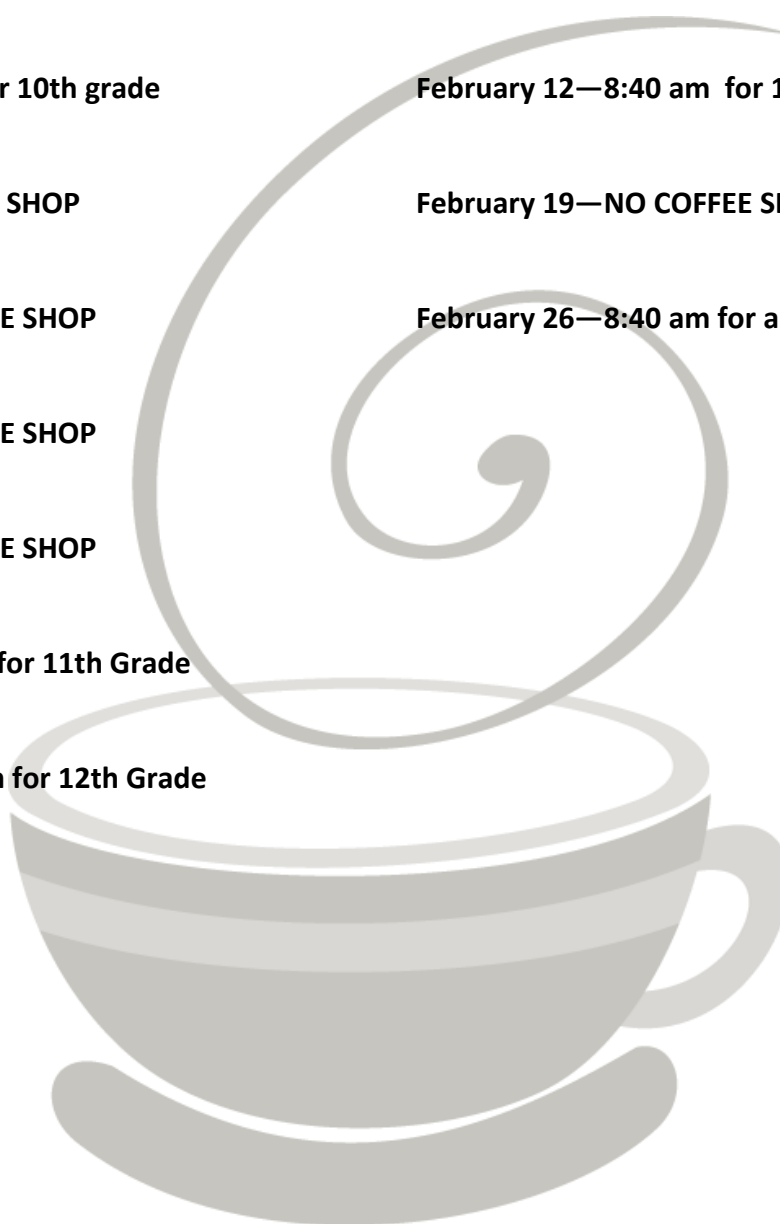 r 10th grade
SHOP
E SHOP
E SHOP
E SHOP
for 11th Grade
for 12th Grade
February 12—8:40 am  for 1
February 19—NO COFFEE S
February 26—8:40 am for a